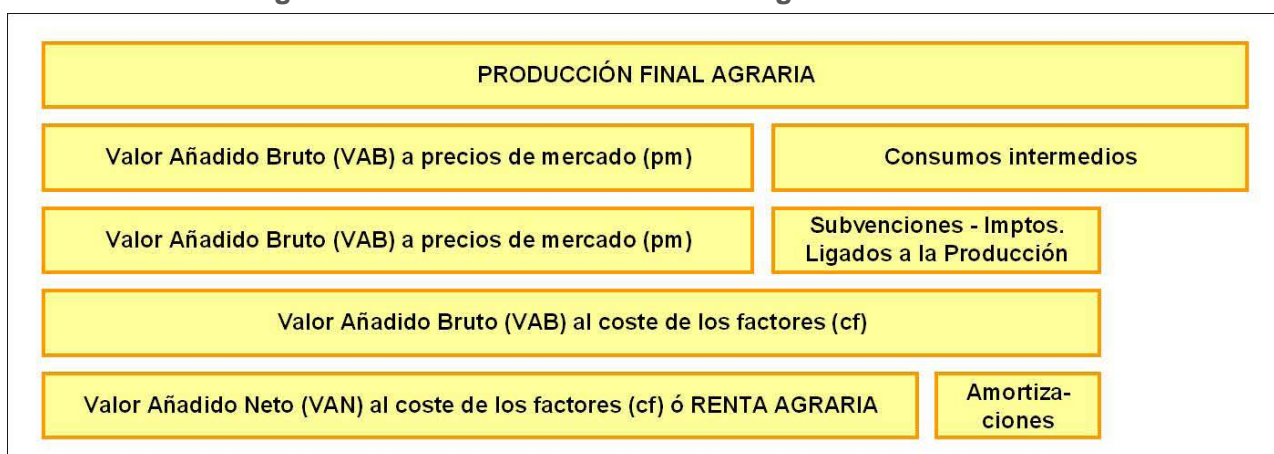 PRODUCCIÓN FINAL AGRARIA
Valor Añadido Bruto (VAB) a precios de mercado (pm)
Consumos intermedios
Valor Añadido Bruto (VAB) a precios de mercado (pm)
Subvenciones - Imptos.
Ligados a la Producción
Valor Añadido Bruto (VAB) al coste de los factores (cf)
Valor Añadido Neto (VAN) al coste de los factores (cf) ó RENTA AGRARIA
Amortiza-
ciones